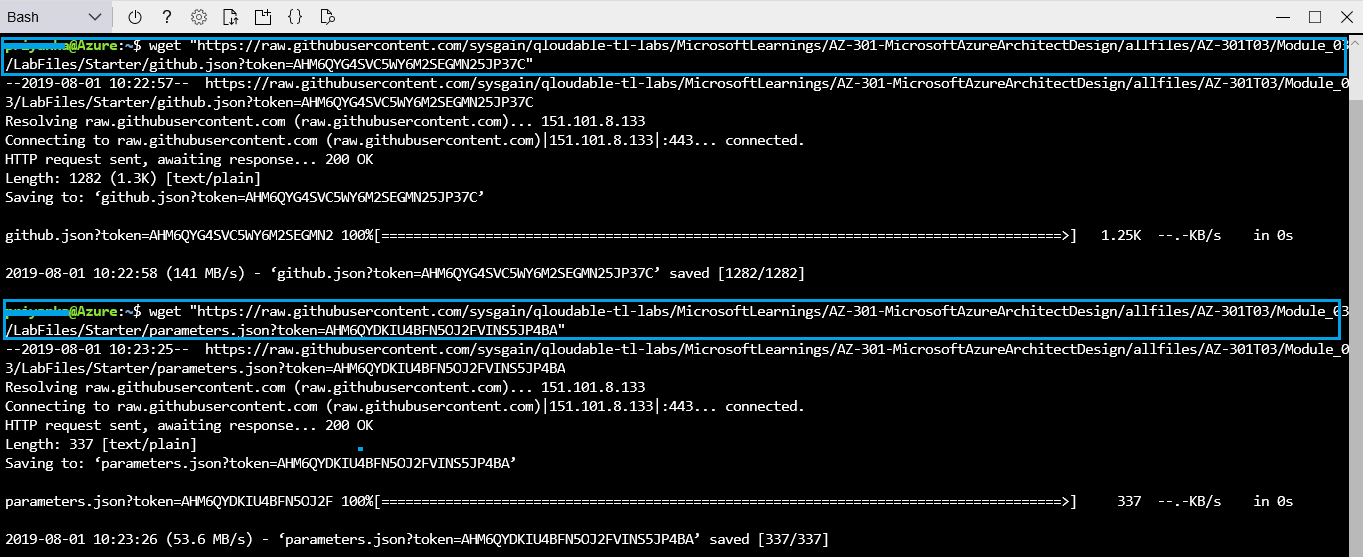 Bash
@Azure:~$ wget "https://raw.githubusercontent.com/sysgain/qloudable-tl-labs/MicrosoftLearnings/AZ-301-MicrosoftAzureArchitectDesign/allfiles/AZ-301T03/Module_03
/LabFiles/Starter/github.json?token=AHM6QYG4SVC5WY6M2SEGMN25JP37C"
--2019-08-01 10:22:57--  https://raw.githubusercontent.com/sysgain/qloudable-tl-labs/MicrosoftLearnings/AZ-301-MicrosoftAzureArchitectDesign/allfiles/AZ-301T03/Module_0
3/LabFiles/Starter/github.json?token=AHM6QYG4SVC5WY6M2SEGMN25JP37C
Resolving raw.githubusercontent.com (raw.githubusercontent.com)... 151.101.8.133
Connecting to raw.githubusercontent.com (raw.githubusercontent.com)|151.101.8.133|:443... connected.
HTTP request sent, awaiting response... 200 OK
Length: 1282 (1.3K) [text/plain]
Saving to: ‘github.json?token=AHM6QYG4SVC5WY6M2SEGMN25JP37C’
github.json?token=AHM6QYG4SVC5WY6M2SEGMN2 100%[=====================================================================================>]   1.25K  --.-KB/s    in 0s
2019-08-01 10:22:58 (141 MB/s) - ‘github.json?token=AHM6QYG4SVC5WY6M2SEGMN25JP37C’ saved [1282/1282]
@Azure:~$ wget "https://raw.githubusercontent.com/sysgain/qloudable-tl-labs/MicrosoftLearnings/AZ-301-MicrosoftAzureArchitectDesign/allfiles/AZ-301T03/Module_03
/LabFiles/Starter/parameters.json?token=AHM6QYDKIU4BFN5OJ2FVINS5JP4BA"
--2019-08-01 10:23:25--  https://raw.githubusercontent.com/sysgain/qloudable-tl-labs/MicrosoftLearnings/AZ-301-MicrosoftAzureArchitectDesign/allfiles/AZ-301T03/Module_0
3/LabFiles/Starter/parameters.json?token=AHM6QYDKIU4BFN5OJ2FVINS5JP4BA
Resolving raw.githubusercontent.com (raw.githubusercontent.com)... 151.101.8.133
Connecting to raw.githubusercontent.com (raw.githubusercontent.com)|151.101.8.133|:443... connected.
HTTP request sent, awaiting response... 200 OK
Length: 337 [text/plain]
Saving to: ‘parameters.json?token=AHM6QYDKIU4BFN5OJ2FVINS5JP4BA’
parameters.json?token=AHM6QYDKIU4BFN5OJ2F 100%[=====================================================================================>]     337  --.-KB/s    in 0s
2019-08-01 10:23:26 (53.6 MB/s) - ‘parameters.json?token=AHM6QYDKIU4BFN5OJ2FVINS5JP4BA’ saved [337/337]